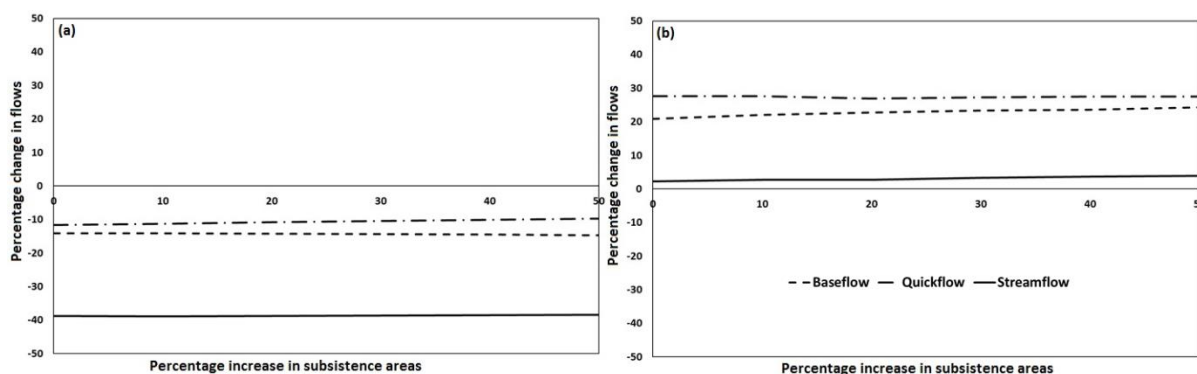 (a)
50
40
30
20
10
0
-10
-20
-30
-40
-50
0 10 20 30 40 50
Percentage change in flows
Percentage increase in subsistence areas
(b)
50
40
30
20
10
0
-10
-20
-30
-40
-50
0 10 20 30 40 50
Percentage change in flows
Baseflow Quickflow Streamflow
Percentage increase in subsistence areas